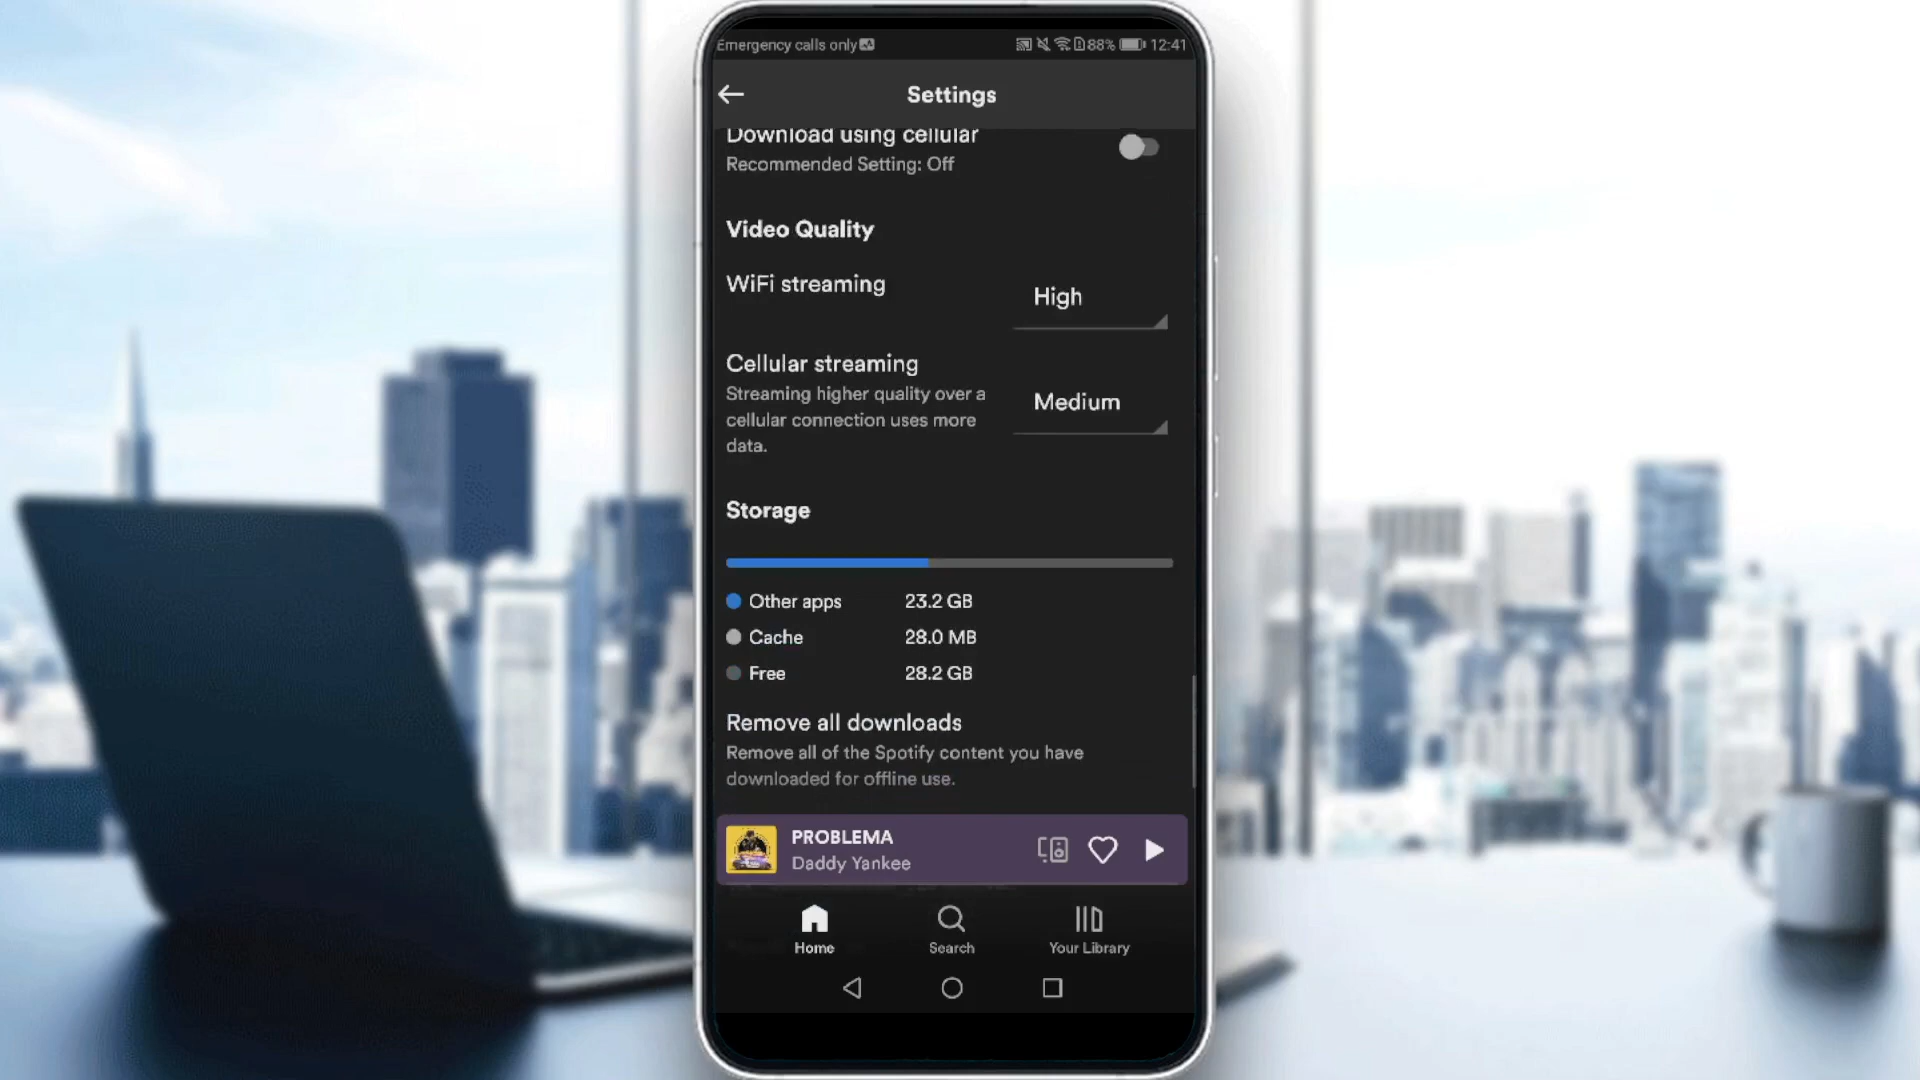 Emergency calls only 88% 12:41
Settings
Download using cellular
Recommended Setting: Off
Video Quality
WiFi streaming
High
Cellular streaming
Streaming higher quality over a
cellular connection uses more
data.
Medium
Storage
Other apps 23.2 GB
Cache 28.0 MB
Free 28.2 GB
Remove all downloads
Remove all of the Spotify content you have
downloaded for offline use.
PROBLEMA
Daddy Yankee
Home Search Your Library